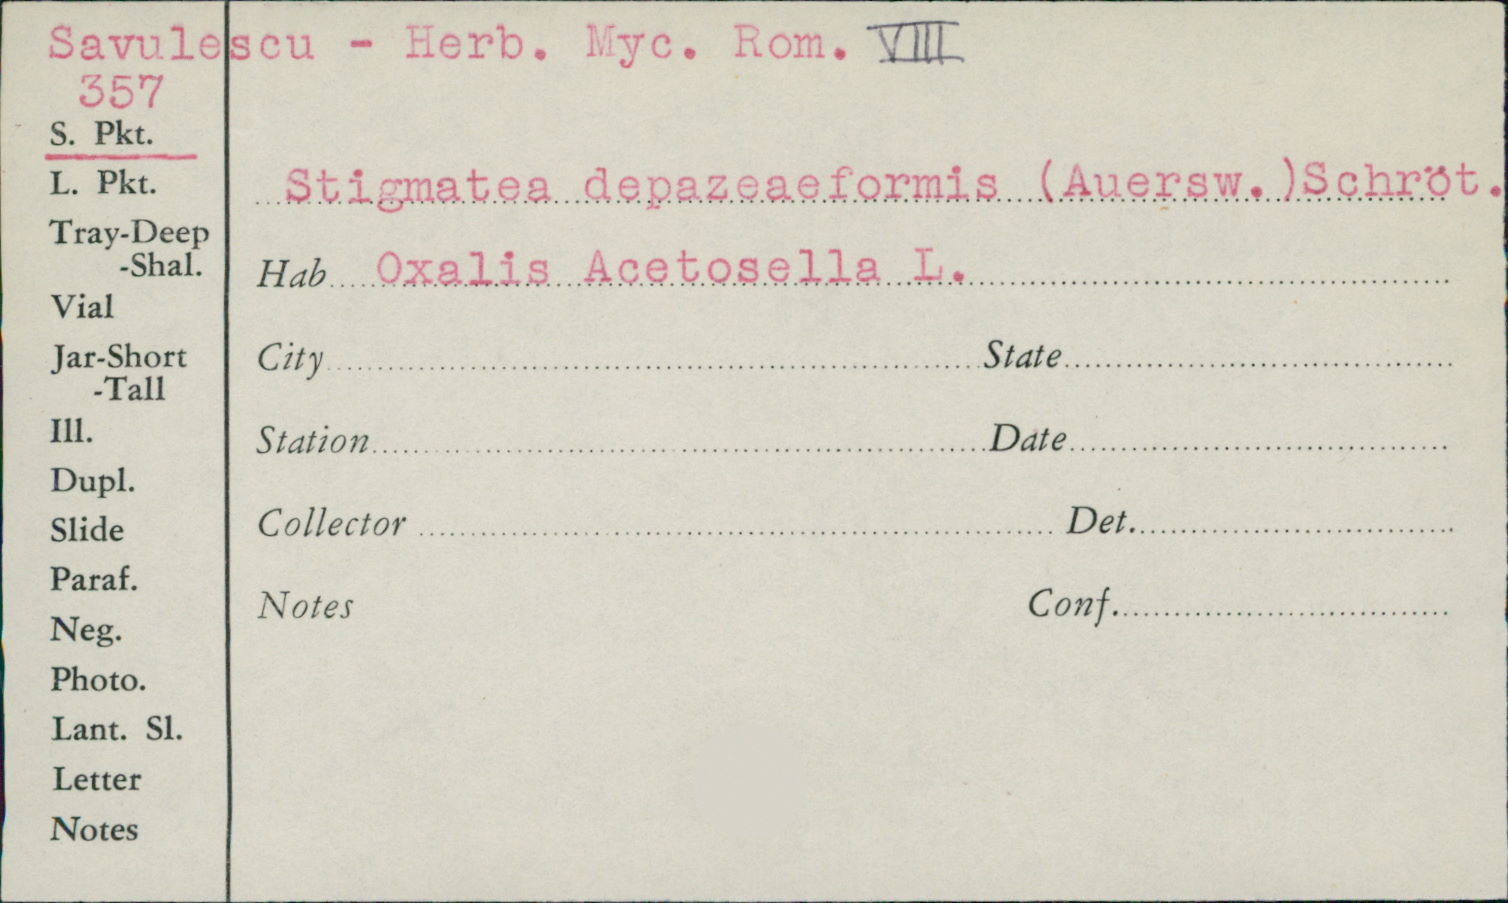 Savulescu - Herb. Myc. Rom. VIII
357
S. Pkt.
L. Pkt.
Tray-Deep
-Shal.
Vial
Jar-Short
-Tall
Ill.
Dupl.
Slide
Paraf.
Neg.
Photo.
Lant. Sl.
Letter
Notes
Stigmatea depazeaeformis (Auersw.)Schröt.
Hab Oxalis Acetosella L.
City State
Station Date
Collector Det.
Notes Conf.